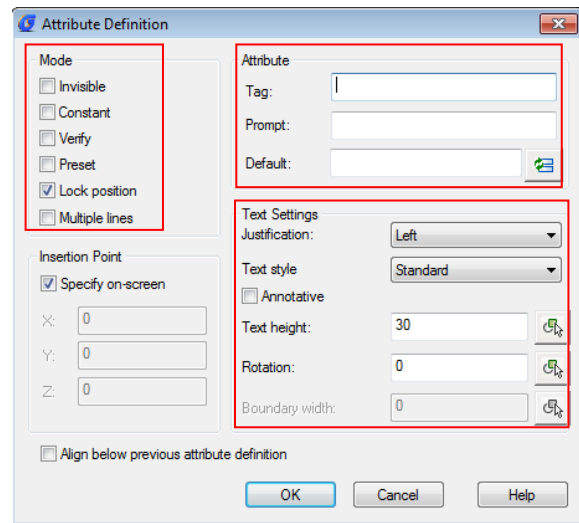 Attribute Definition
Mode
Invisible
Constant
Verify
Preset
Lock position
Multiple lines
Attribute
Tag:
Prompt:
Default:
Insertion Point
Specify on-screen
X: 0
Y: 0
Z: 0
Text Settings
Justification: Left
Text style Standard
Annotative
Text height: 30
Rotation: 0
Boundary width: 0
Align below previous attribute definition
OK Cancel Help